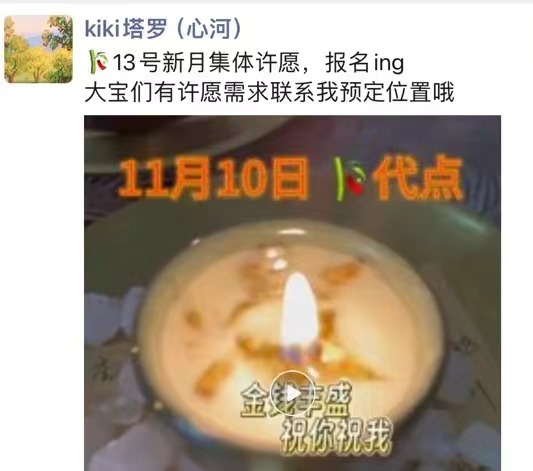 kiki塔罗（心河）
13号新月集体许愿，报名ing
大宝们有许愿需求联系我预定位置哦
11月10日 代点
金钱丰盛
祝你祝我